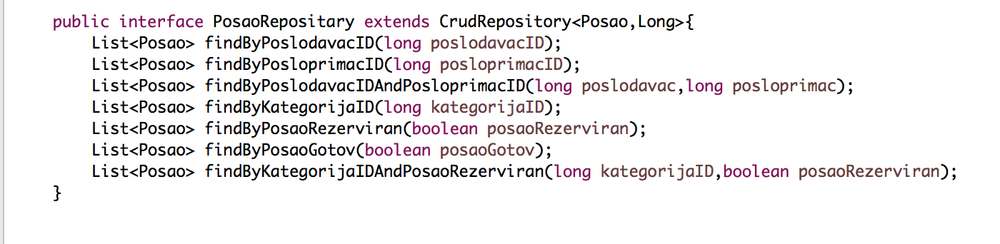 public interface PosaoRepositary extends CrudRepository<Posao,Long>{
List<Posao> findByPoslodavacID(long poslodavacID);
List<Posao> findByPosloprimacID(long posloprimacID);
List<Posao> findByPoslodavacIDAndPosloprimacID(long poslodavac,long posloprimac);
List<Posao> findByKategorijaID(long kategorijaID);
List<Posao> findByPosaoRezerviran(boolean posaoRezerviran);
List<Posao> findByPosaoGotov(boolean posaoGotov);
List<Posao> findByKategorijaIDAndPosaoRezerviran(long kategorijaID,boolean posaoRezerviran);
}